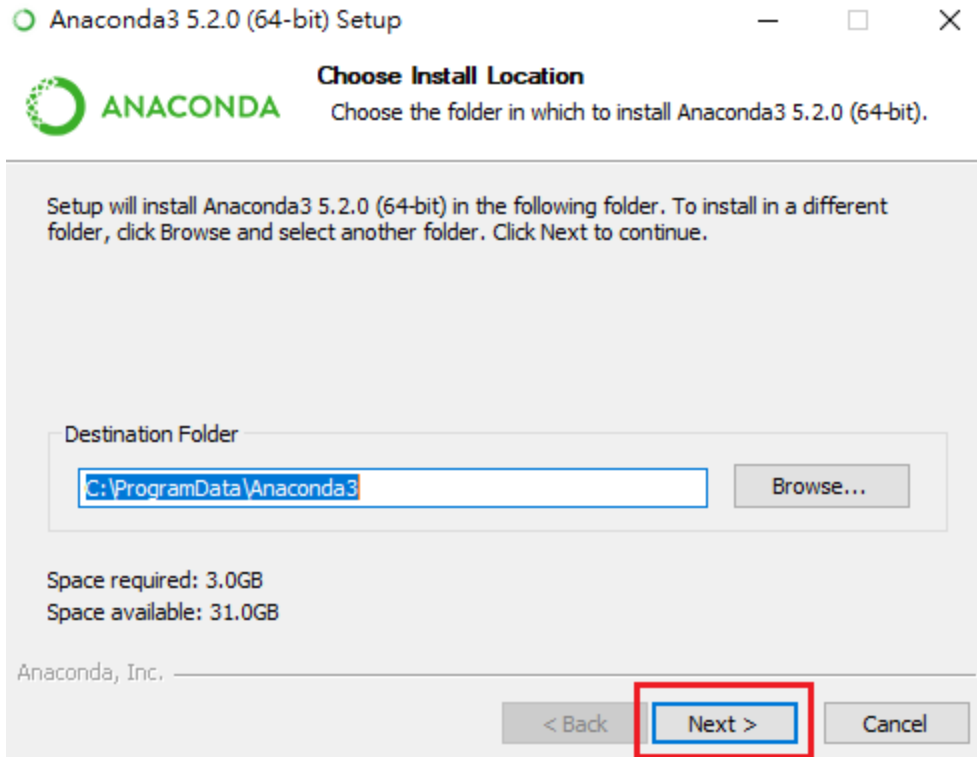 Anaconda3 5.2.0 (64-bit) Setup
Choose Install Location
ANACONDA
Choose the folder in which to install Anaconda3 5.2.0 (64-bit).
Setup will install Anaconda3 5.2.0 (64-bit) in the following folder. To install in a different
folder, click Browse and select another folder. Click Next to continue.
Destination Folder
C:\ProgramData\Anaconda3
Browse...
Space required: 3.0GB
Space available: 31.0GB
Anaconda, Inc.
< Back
Next >
Cancel